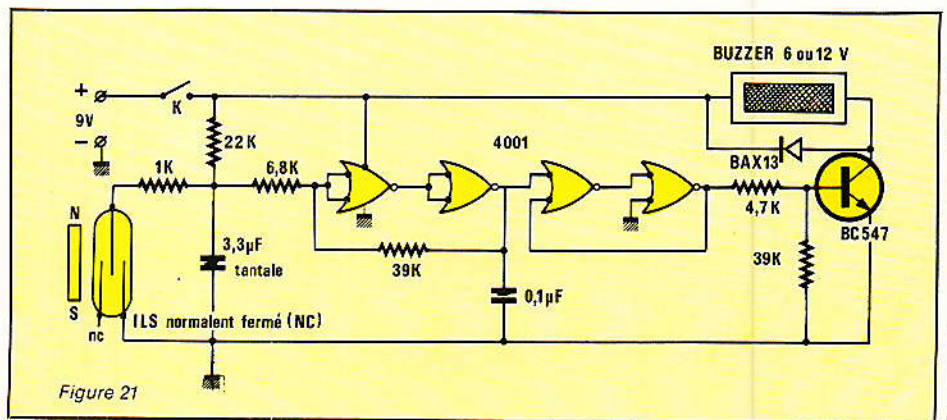 BUZZER 6 ou 12 V
+
9V
−
K
22K
4001
1K
6,8K
BAX13
4,7K
BC547
N
S
3,3µF
tantale
39K
39K
0,1µF
nc
ILS normalent fermé (NC)
Figure 21